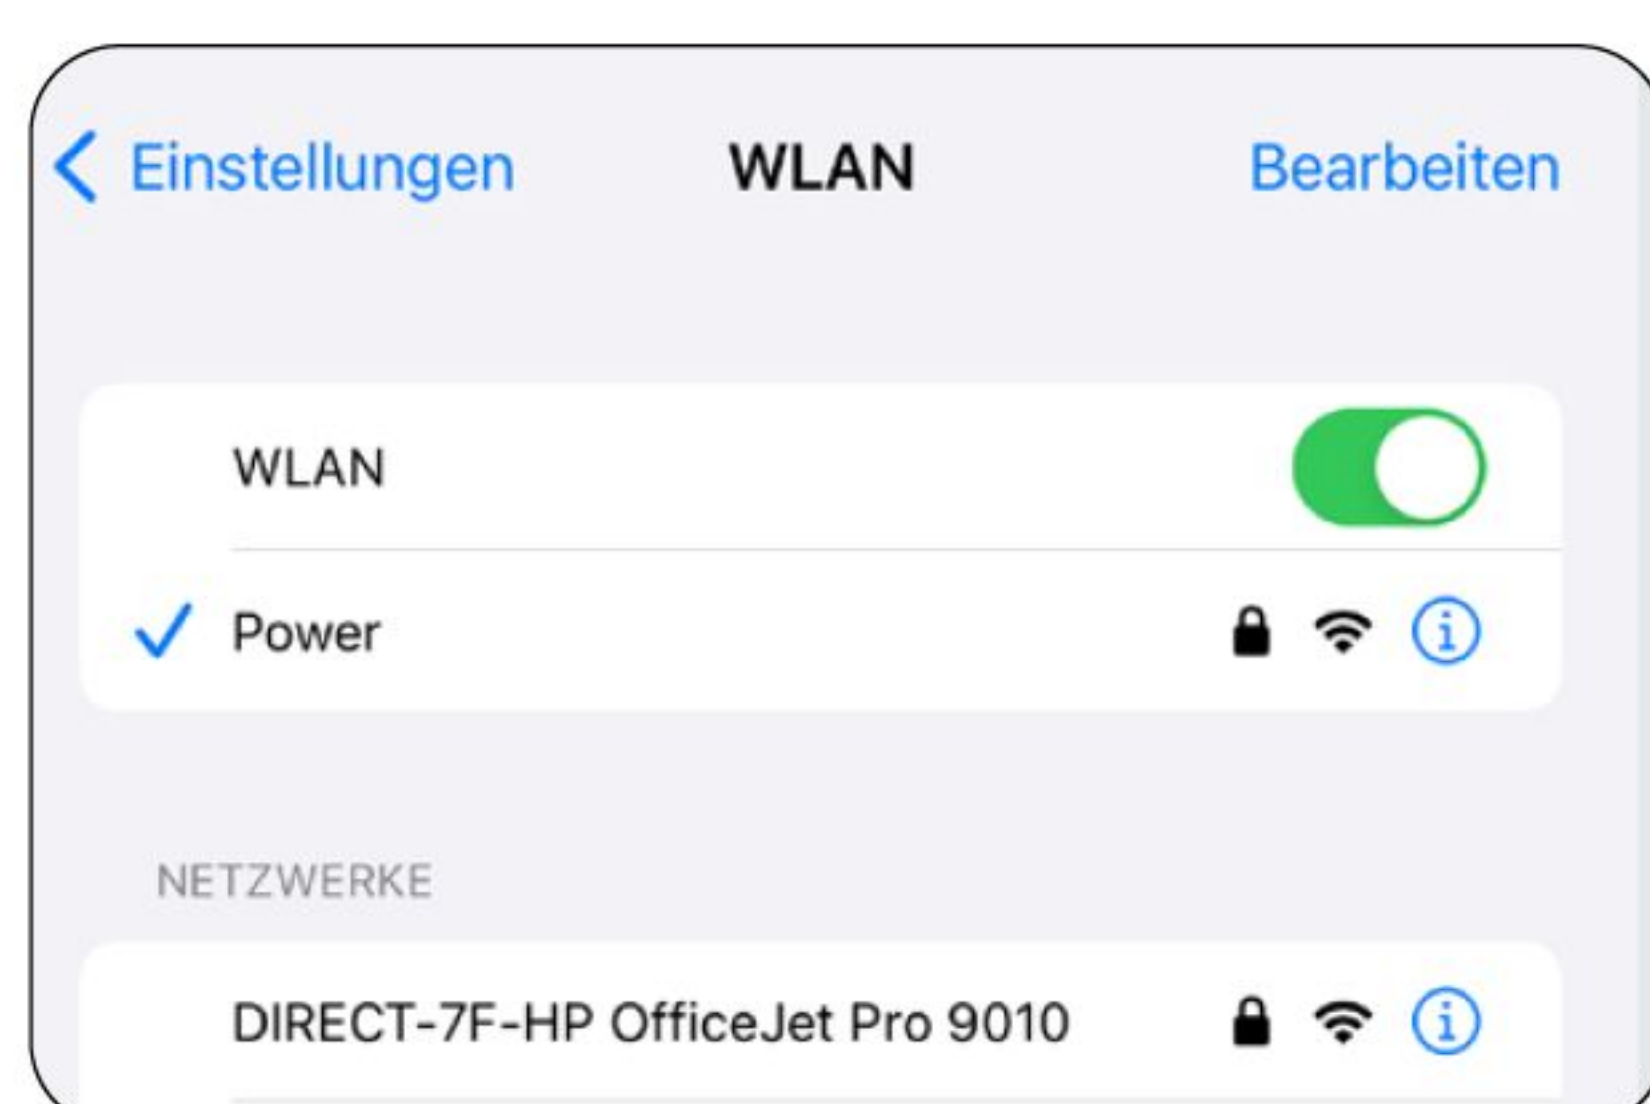 Einstellungen WLAN Bearbeiten
WLAN
Power
NETZWERKE
DIRECT-7F-HP OfficeJet Pro 9010